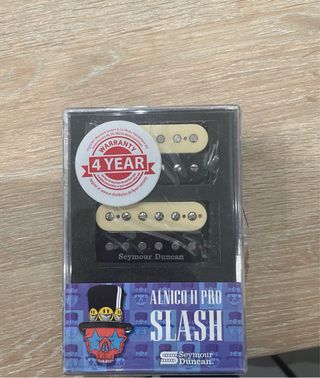 WARRANTY
4 YEAR
Seymour Duncan
ALNICO II PRO
SLASH
Seymour
Duncan.